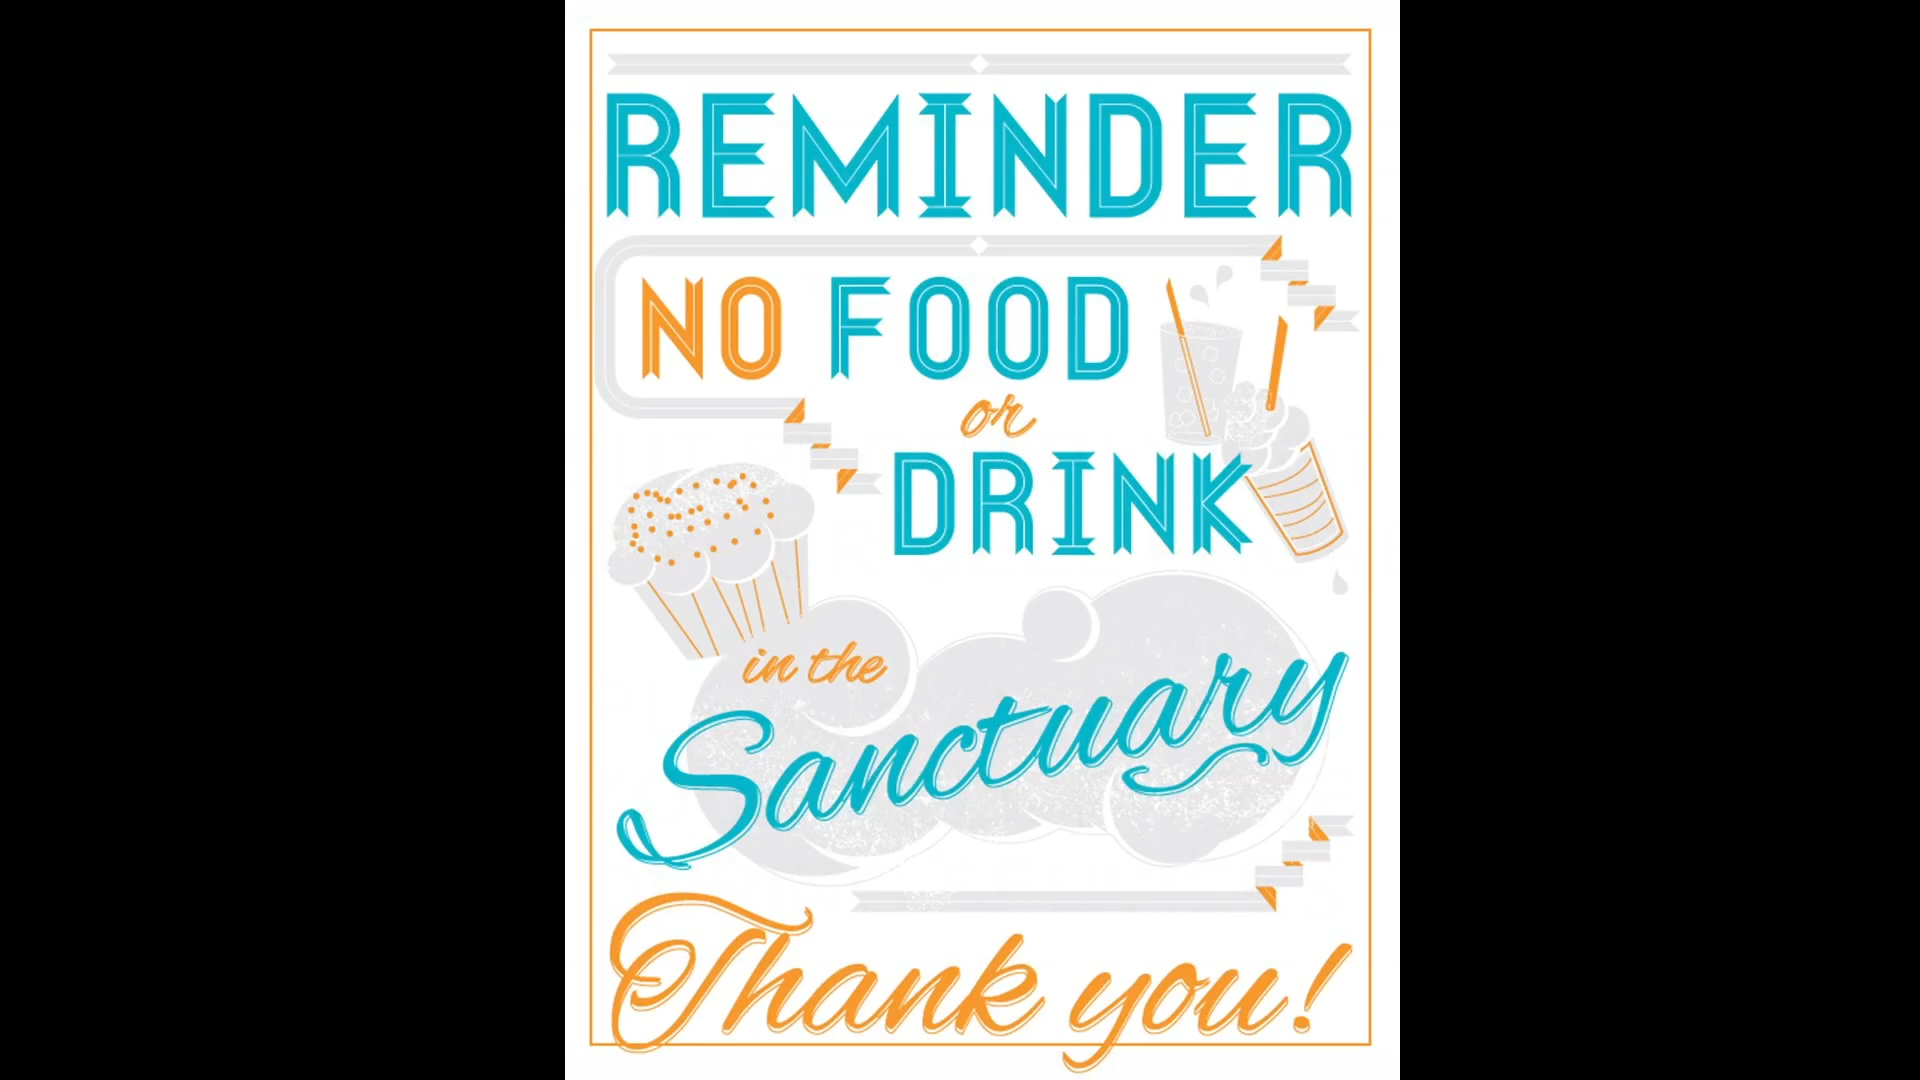 REMINDER
NO FOOD
or
DRINK
in the
Sanctuary
Thank you!